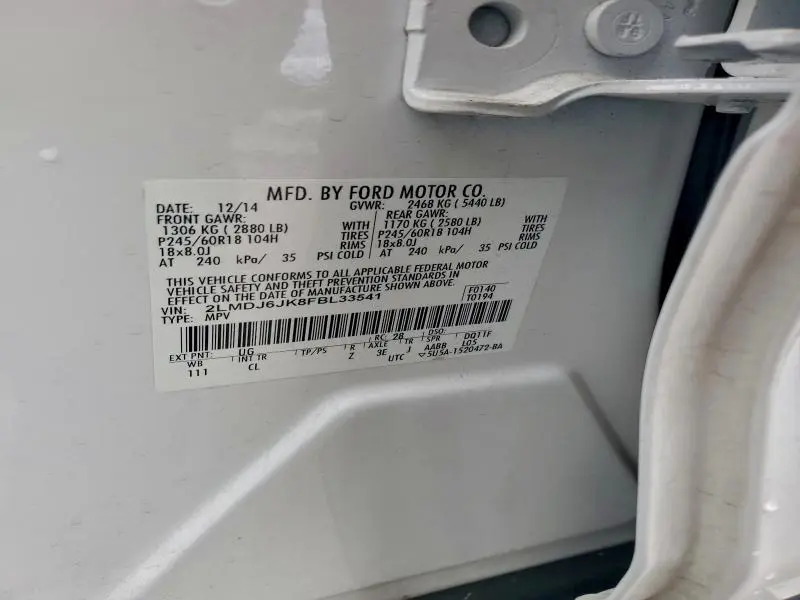 MFD. BY FORD MOTOR CO.
DATE: 12/14 GVWR: 2468 KG ( 5440 LB)
FRONT GAWR: REAR GAWR:
1306 KG ( 2880 LB) WITH 1170 KG ( 2580 LB) WITH
P245/60R18 104H TIRES P245/60R18 104H TIRES
18x8.0J RIMS 18x8.0J RIMS
AT 240 kPa/ 35 PSI COLD AT 240 kPa/ 35 PSI COLD
THIS VEHICLE CONFORMS TO ALL APPLICABLE FEDERAL MOTOR
VEHICLE SAFETY AND THEFT PREVENTION STANDARDS IN
EFFECT ON THE DATE OF MANUFACTURE SHOWN ABOVE.
VIN: 2LMDJ6JK8FBL33541 F0140
TYPE: MPV T0194
EXT PNT: UG RC: 28 DSO:
WB INT TR TP/PS R AXLE TR SPR DQ11F
111 CL Z 3E J AABB L05
UTC 5U5A-1520472-BA